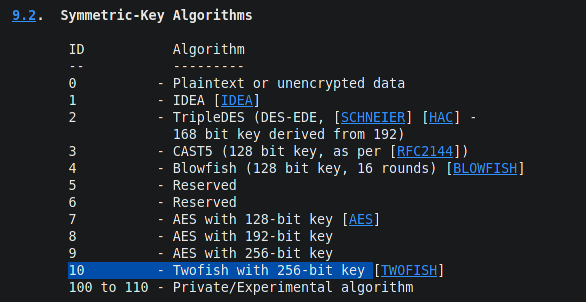 9.2.  Symmetric-Key Algorithms
ID           Algorithm
--           ---------
0          - Plaintext or unencrypted data
1          - IDEA [IDEA]
2          - TripleDES (DES-EDE, [SCHNEIER] [HAC] -
             168 bit key derived from 192)
3          - CAST5 (128 bit key, as per [RFC2144])
4          - Blowfish (128 bit key, 16 rounds) [BLOWFISH]
5          - Reserved
6          - Reserved
7          - AES with 128-bit key [AES]
8          - AES with 192-bit key
9          - AES with 256-bit key
10         - Twofish with 256-bit key [TWOFISH]
100 to 110 - Private/Experimental algorithm